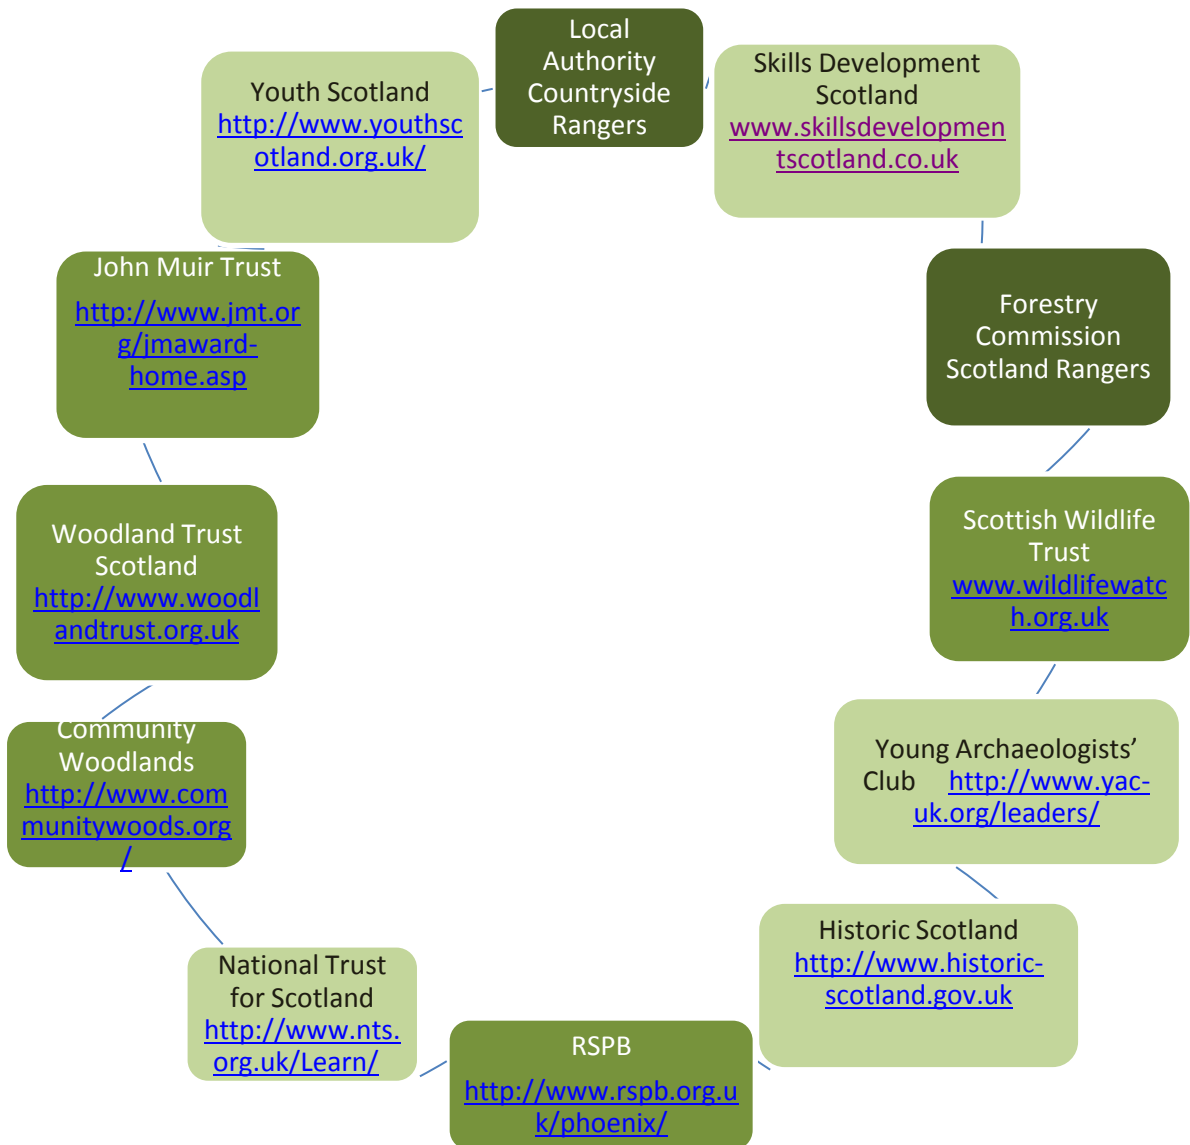 Local
Authority
Countryside
Rangers
Skills Development
Scotland
www.skillsdevelopmen
tscotland.co.uk
Forestry
Commission
Scotland Rangers
Scottish Wildlife
Trust
www.wildlifewatc
h.org.uk
Young Archaeologists’
Club http://www.yac-
uk.org/leaders/
Historic Scotland
http://www.historic-
scotland.gov.uk
RSPB
http://www.rspb.org.u
k/phoenix/
National Trust
for Scotland
http://www.nts.
org.uk/Learn/
Community
Woodlands
http://www.com
munitywoods.org
/
Woodland Trust
Scotland
http://www.woodl
andtrust.org.uk
John Muir Trust
http://www.jmt.or
g/jmaward-
home.asp
Youth Scotland
http://www.youthsc
otland.org.uk/